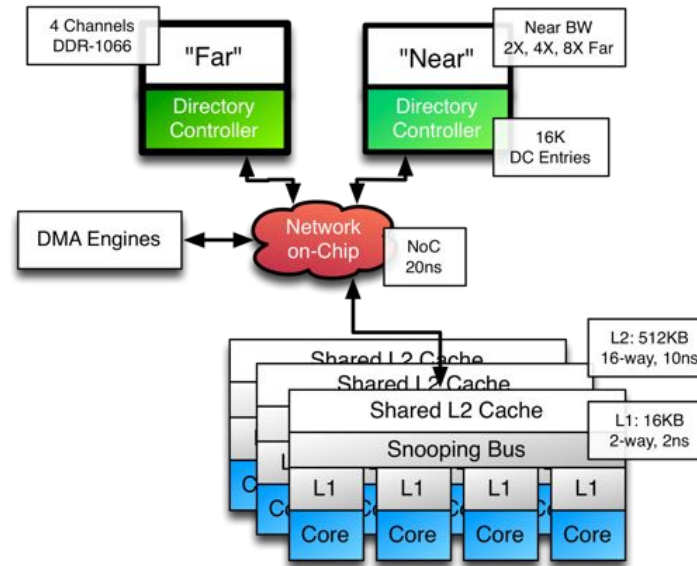 4 Channels
DDR-1066
"Far"
Directory
Controller
"Near"
Directory
Controller
Near BW
2X, 4X, 8X Far
16K
DC Entries
DMA Engines
Network
on-Chip
NoC
20ns
Shared L2 Cache
Shared L2 Cache
Shared L2 Cache
L2: 512KB
16-way, 10ns
Snooping Bus
L1: 16KB
2-way, 2ns
L1
L1
L1
L1
Core
Core
Core
Core